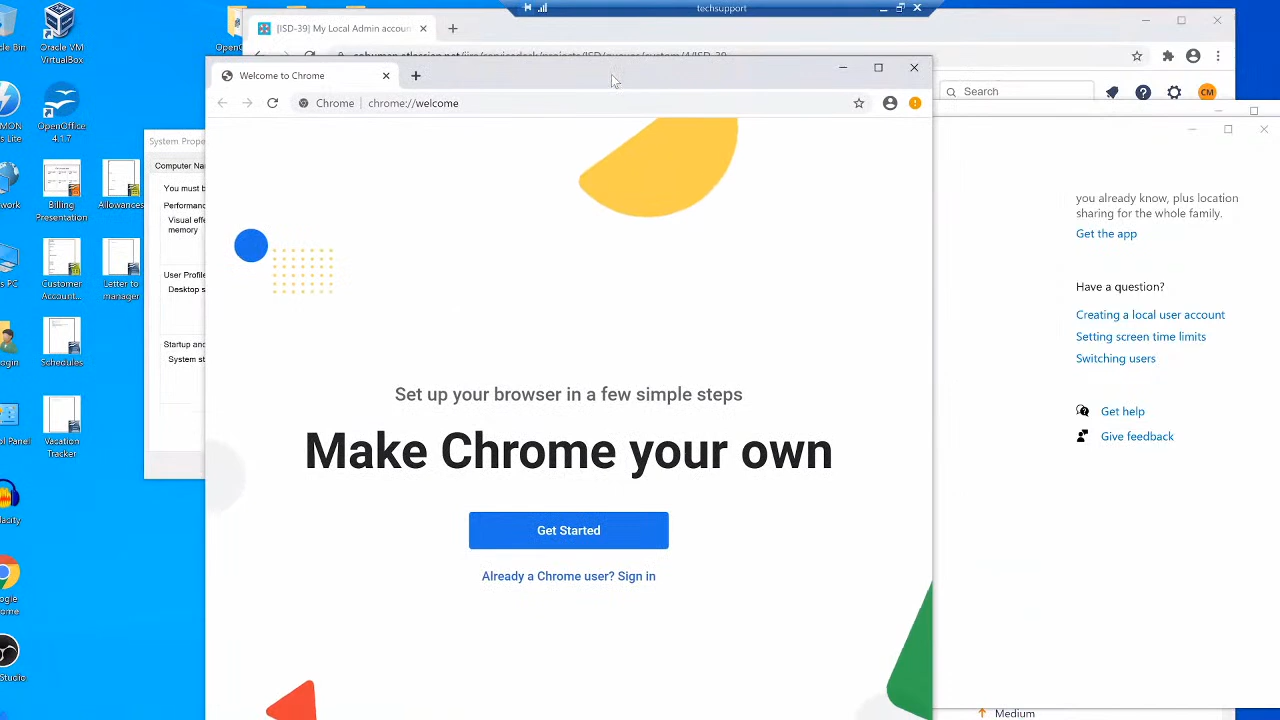 techsupport
[ISD-39] My Local Admin accoun
Welcome to Chrome
Chrome
chrome://welcome
Search
CM
Oracle VM
VirtualBox
OpenOffice
4.1.7
Billing
Presentation
Allowances
Customer
Account...
Letter to
manager
Schedules
Vacation
Tracker
System Prope
Computer Na
You must b
Performanc
Visual effe
memory
User Profile
Desktop s
Startup and
System st
Set up your browser in a few simple steps
Make Chrome your own
Get Started
Already a Chrome user? Sign in
you already know, plus location
sharing for the whole family.
Get the app
Have a question?
Creating a local user account
Setting screen time limits
Switching users
Get help
Give feedback
Medium